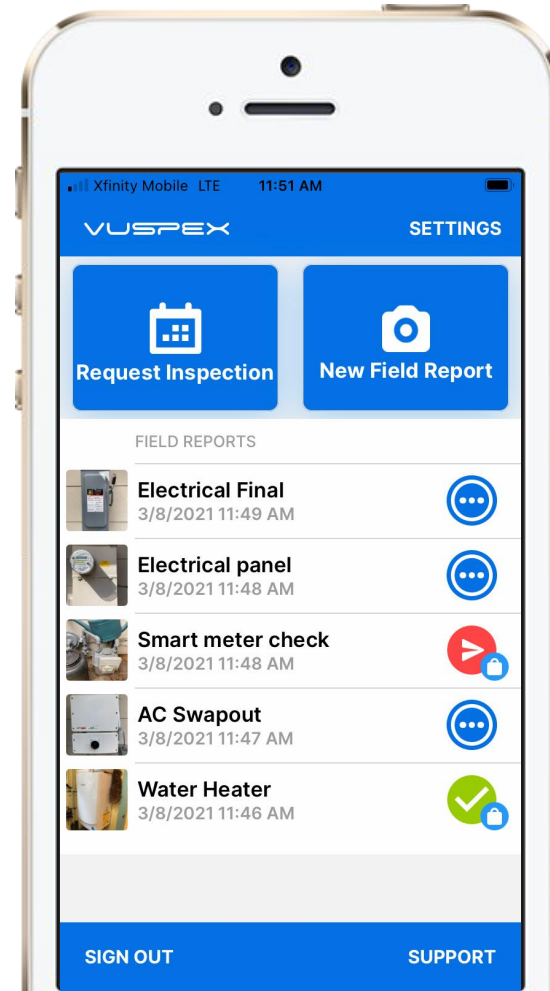 Xfinity Mobile LTE 11:51 AM
VUSPEX SETTINGS
Request Inspection
New Field Report
FIELD REPORTS
Electrical Final
3/8/2021 11:49 AM
Electrical panel
3/8/2021 11:48 AM
Smart meter check
3/8/2021 11:48 AM
AC Swapout
3/8/2021 11:47 AM
Water Heater
3/8/2021 11:46 AM
SIGN OUT SUPPORT